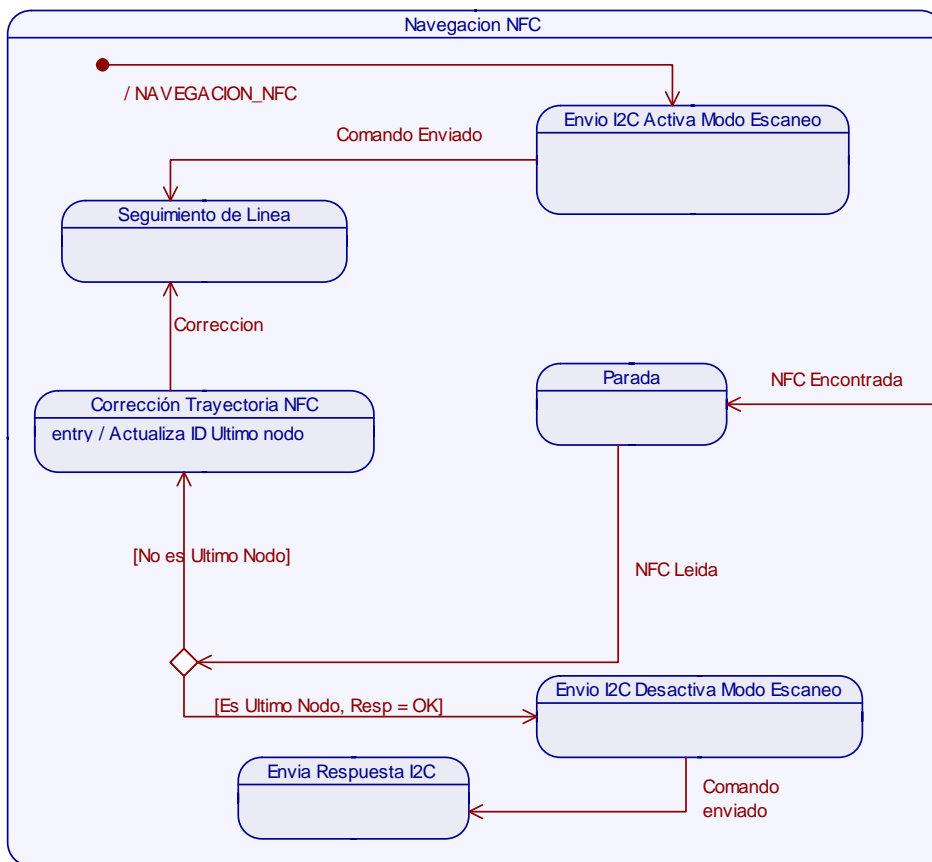 Navegacion NFC
/ NAVEGACION_NFC
Envio I2C Activa Modo Escaneo
Comando Enviado
Seguimiento de Linea
Correccion
Parada
NFC Encontrada
Corrección Trayectoria NFC
entry / Actualiza ID Ultimo nodo
[No es Ultimo Nodo]
NFC Leida
Envio I2C Desactiva Modo Escaneo
[Es Ultimo Nodo, Resp = OK]
Envia Respuesta I2C
Comando
enviado